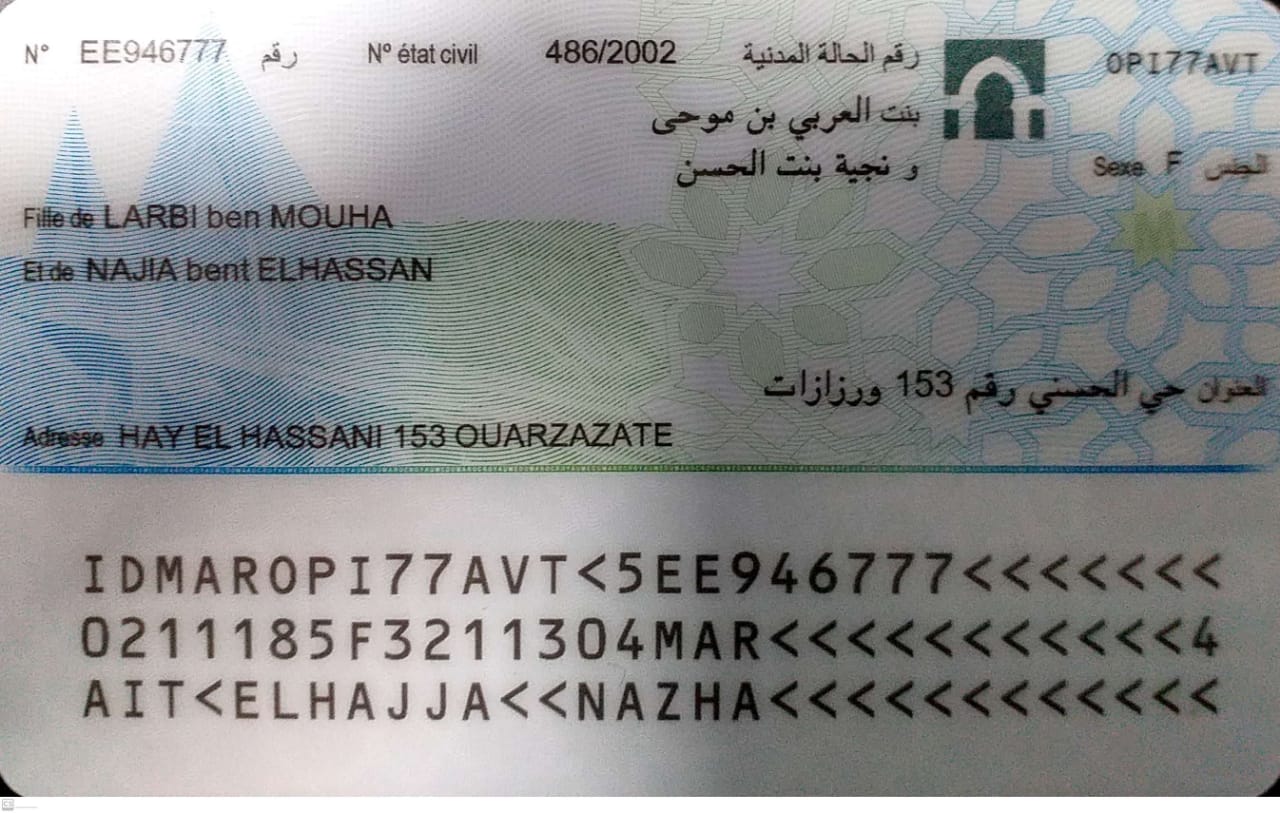 N° EE946777 رقم N° état civil 486/2002 رقم الحالة المدنية
OPI77AVT
بنت العربي بن موحى
و نجية بنت الحسن
Sexe F الجنس
Fille de LARBI ben MOUHA
Et de NAJIA bent ELHASSAN
العنوان حي الحسني رقم 153 ورزازات
Adresse HAY EL HASSANI 153 OUARZAZATE
IDMAROPI77AVT<5EE946777<<<<<<<
0211185F3211304MAR<<<<<<<<<<<4
AIT<ELHAJJA<<NAZHA<<<<<<<<<<<<